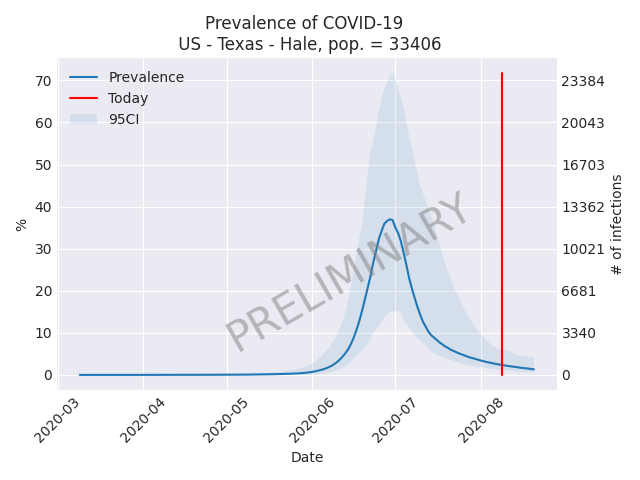 Prevalence of COVID-19
US - Texas - Hale, pop. = 33406
Prevalence
Today
95CI
PRELIMINARY
%
70
60
50
40
30
20
10
0
23384
20043
16703
13362
10021
6681
3340
0
# of infections
2020-03
2020-04
2020-05
2020-06
2020-07
2020-08
Date